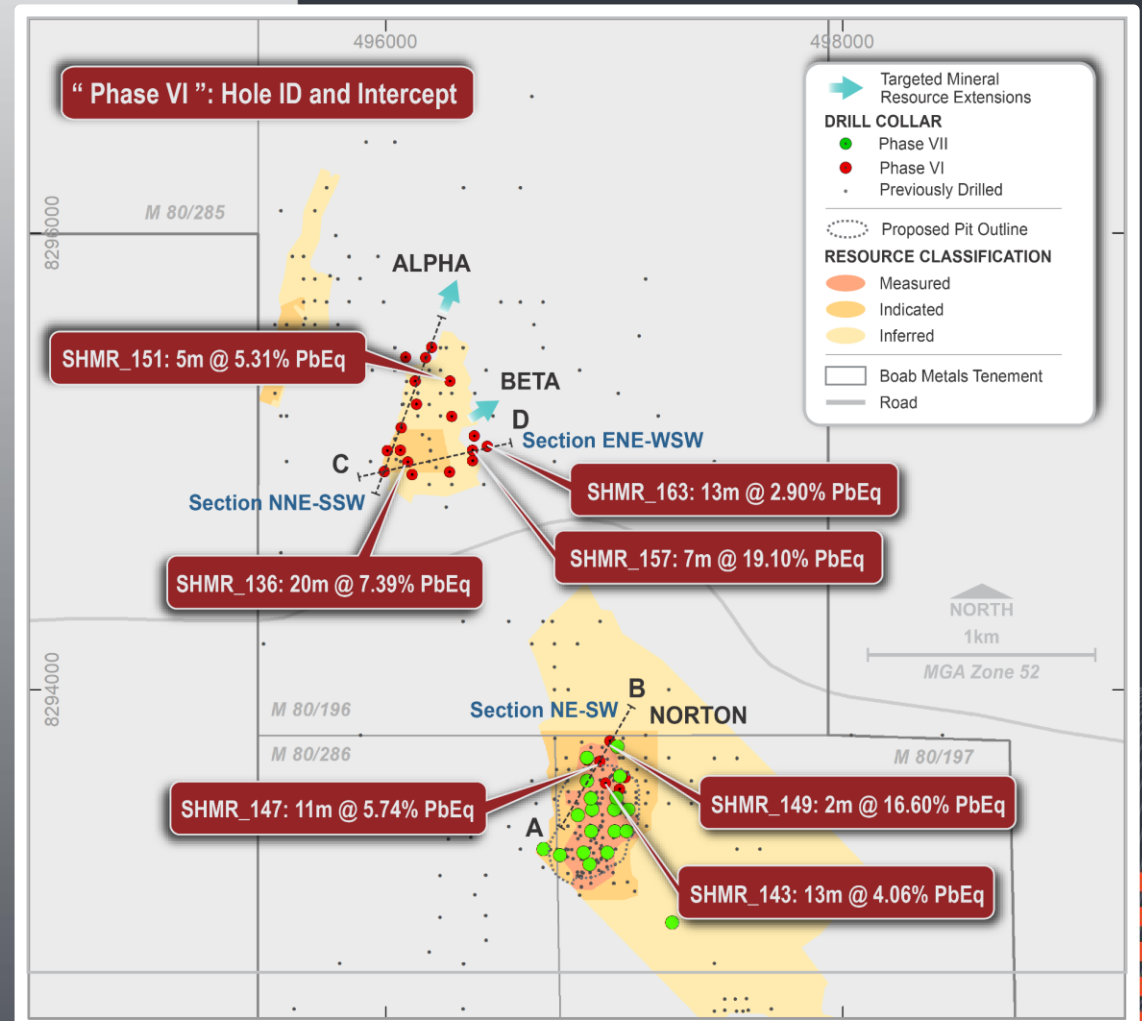 496000
498000
“ Phase VI ”: Hole ID and Intercept
Targeted Mineral
Resource Extensions
DRILL COLLAR
Phase VII
Phase VI
Previously Drilled
Proposed Pit Outline
RESOURCE CLASSIFICATION
Measured
Indicated
Inferred
Boab Metals Tenement
Road
M 80/285
8296000
ALPHA
SHMR_151: 5m @ 5.31% PbEq
BETA
D
Section ENE-WSW
C
Section NNE-SSW
SHMR_163: 13m @ 2.90% PbEq
SHMR_157: 7m @ 19.10% PbEq
SHMR_136: 20m @ 7.39% PbEq
NORTH
1km
MGA Zone 52
8294000
B
Section NE-SW
NORTON
M 80/196
M 80/286
M 80/197
SHMR_147: 11m @ 5.74% PbEq
SHMR_149: 2m @ 16.60% PbEq
A
SHMR_143: 13m @ 4.06% PbEq